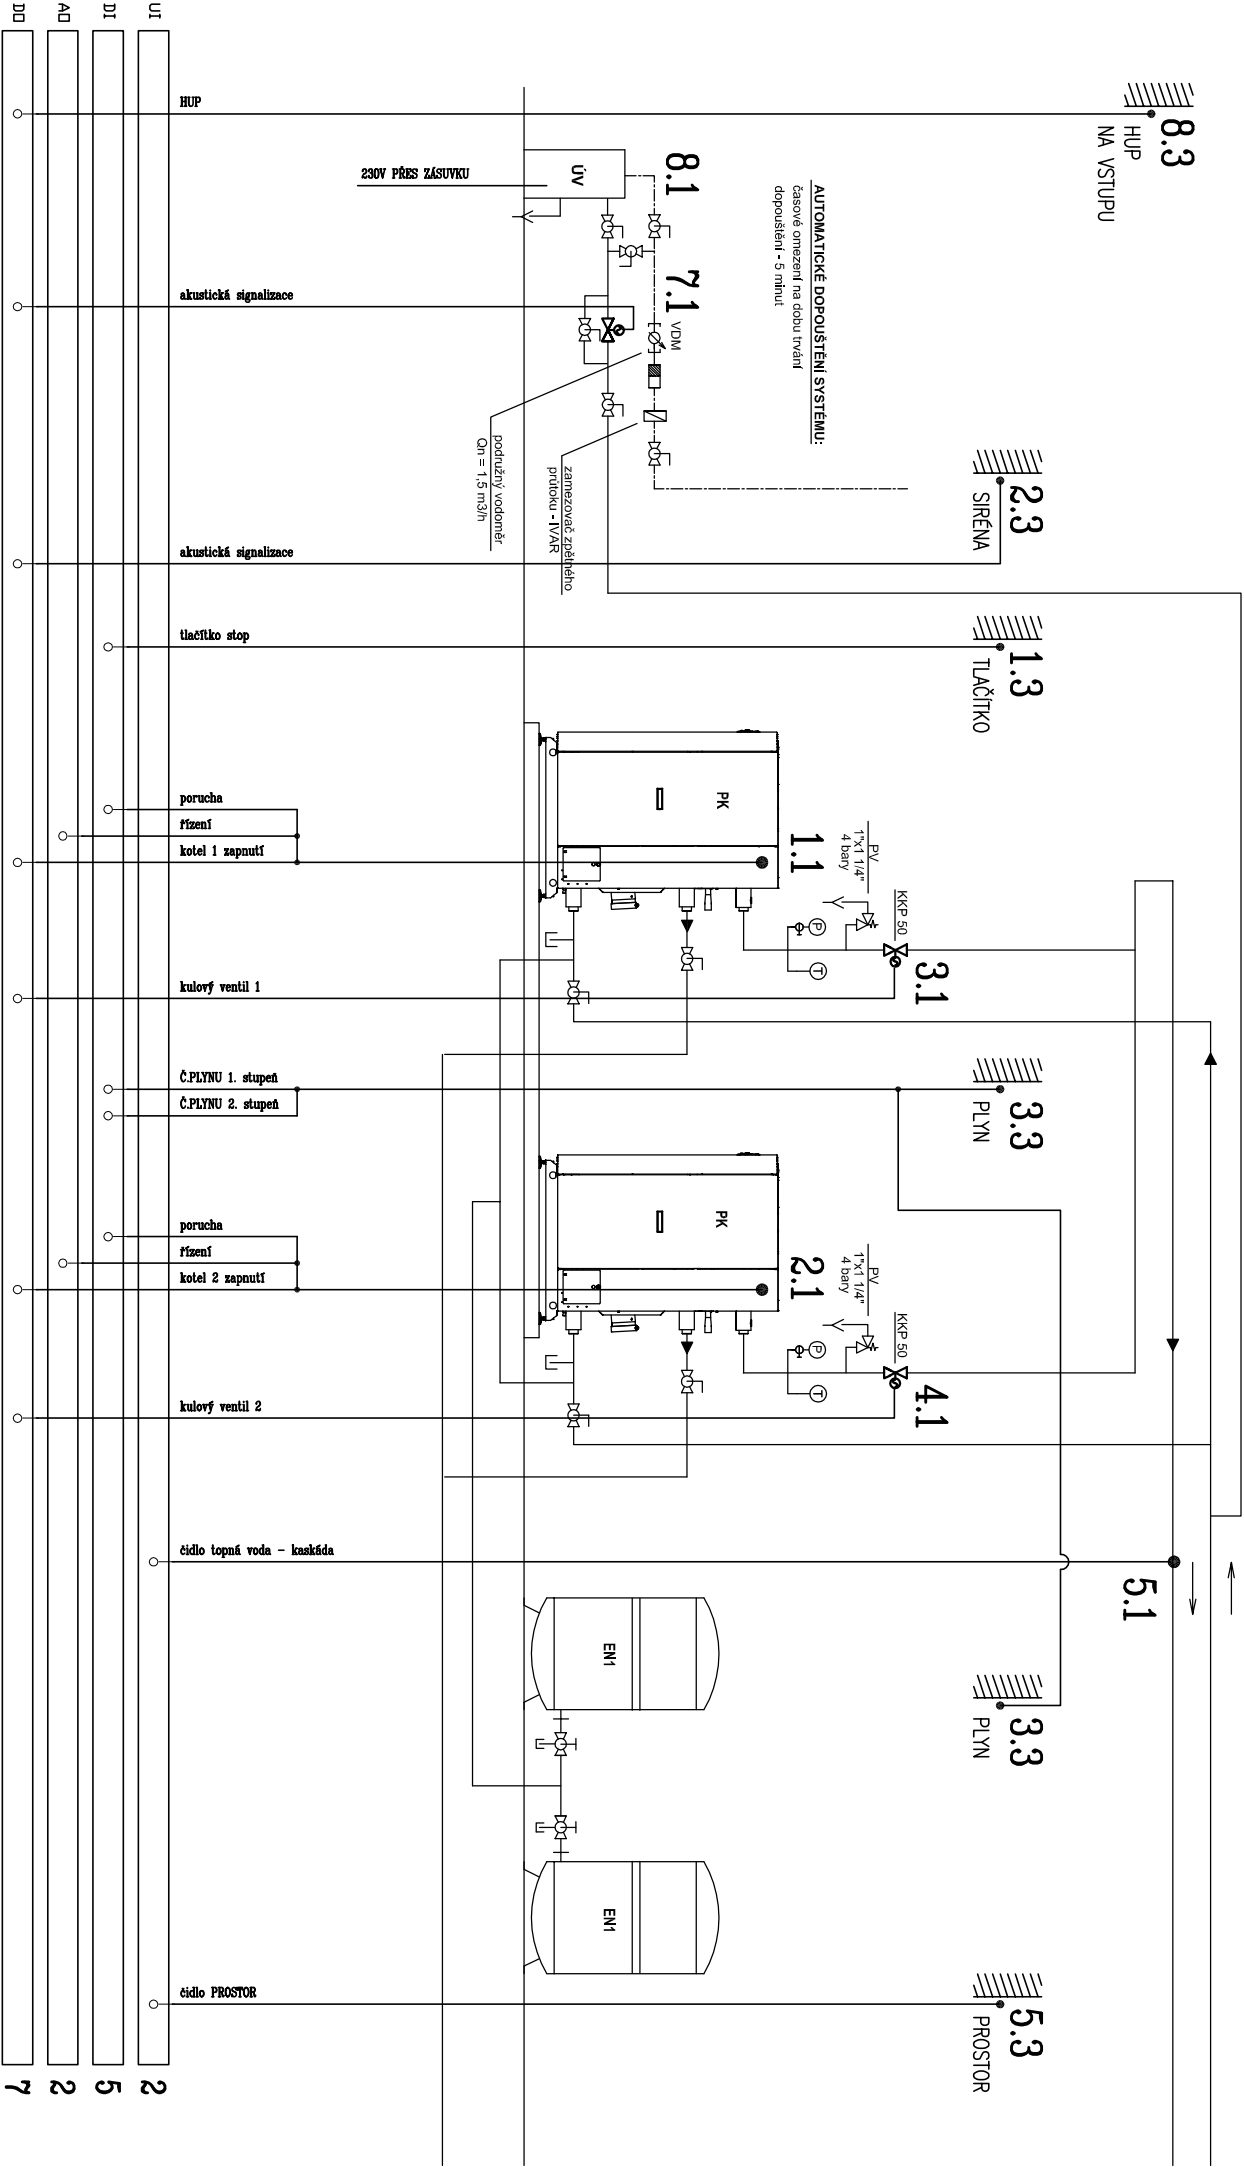 8.3
HUP
NA VSTUPU
2.3
SIRÉNA
1.3
TLAČÍTKO
3.3
PLYN
3.3
PLYN
5.3
PROSTOR
5.1
AUTOMATICKÉ DOPOUŠTĚNÍ SYSTÉMU:
časové omezení na dobu trvání
dopouštění - 5 minut
KKP 50
3.1
KKP 50
4.1
PV
1"x1 1/4"
4 bary
PV
1"x1 1/4"
4 bary
P
T
P
T
1.1
2.1
8.1
7.1
VDM
PK
PK
ÚV
EN1
EN1
zamezovač zpětného
průtoku - IVAR
podružný vodoměr
Qn = 1,5 m3/h
230V PŘES ZÁSUVKU
HUP
akustická signalizace
akustická signalizace
tlačítko stop
porucha
řízení
kotel 1 zapnutí
kulový ventil 1
Č.PLYNU 1. stupeň
Č.PLYNU 2. stupeň
porucha
řízení
kotel 2 zapnutí
kulový ventil 2
čidlo topná voda - kaskáda
čidlo PROSTOR
UI
2
DI
5
AO
2
DO
7